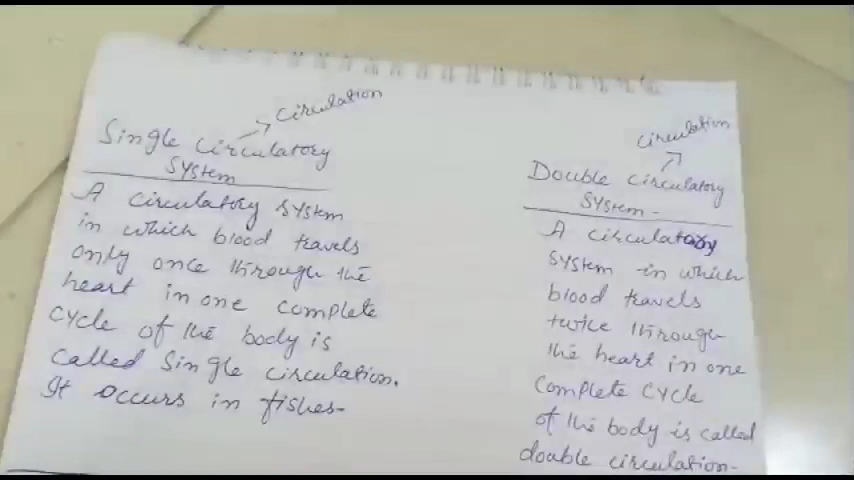 Circulation
Single Circulatory
System
A circulatory system
in which blood travels
only once through the
heart in one complete
cycle of the body is
called Single circulation.
It occurs in fishes-
Circulation
Double Circulatory
System-
A circulatory
system in which
blood travels
twice through
the heart in one
complete cycle
of the body is called
double circulation-